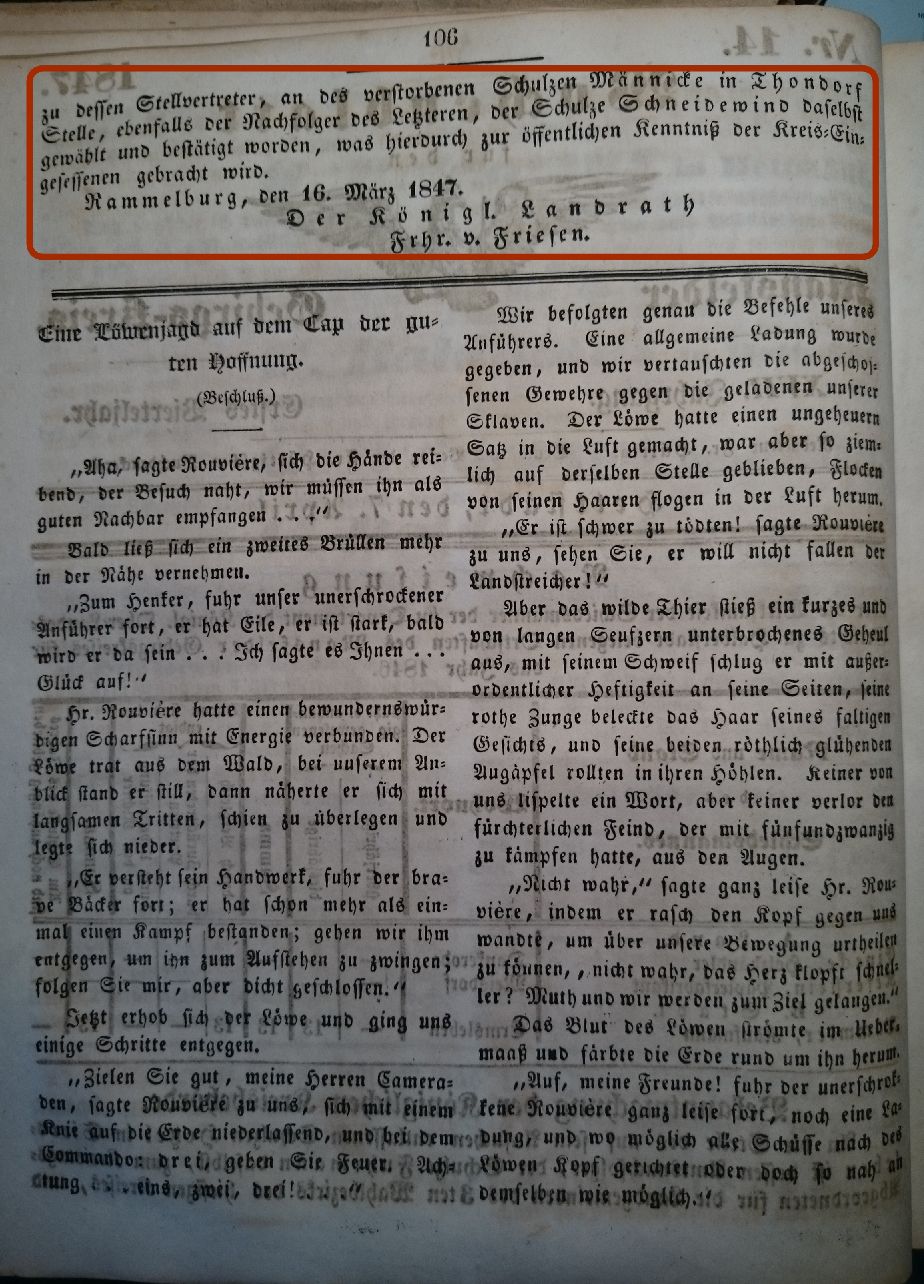 106
zu dessen Stellvertreter, an des verstorbenen Schulzen Männicke in Thondorf
Stelle, ebenfalls der Nachfolger des Letzteren, der Schulze Schneidewind daselbst
gewählt und bestätigt worden, was hierdurch zur öffentlichen Kenntniß der Kreis-Ein-
gesessenen gebracht wird.
Rammelburg, den 16. März 1847.
Der Königl. Landrath
Frhr. v. Friesen.
Eine Löwenjagd auf dem Cap der gu-
ten Hoffnung.
(Beschluß.)
„Aha, sagte Rouvière, sich die Hände rei-
bend, der Besuch naht, wir müssen ihn als
guten Nachbar empfangen . . .“
Bald ließ sich ein zweites Brüllen mehr
in der Nähe vernehmen.
„Zum Henker, fuhr unser unerschrockener
Anführer fort, er hat Eile, er ist stark, bald
wird er da sein . . . Ich sagte es Ihnen . . .
Glück auf!“
Hr. Rouvière hatte einen bewundernswür-
digen Scharfsinn mit Energie verbunden. Der
Löwe trat aus dem Wald, bei unserem An-
blick stand er still, dann näherte er sich mit
langsamen Tritten, schien zu überlegen und
legte sich nieder.
„Er versteht sein Handwerk, fuhr der bra-
ve Bäcker fort; er hat schon mehr als ein-
mal einen Kampf bestanden; gehen wir ihm
entgegen, um ihn zum Aufstehen zu zwingen;
folgen Sie mir, aber dicht geschlossen.“
Jetzt erhob sich der Löwe und ging uns
einige Schritte entgegen.
„Zielen Sie gut, meine Herren Camera-
den, sagte Rouvière zu uns, sich mit einem
Knie auf die Erde niederlassend, und bei dem
Commando: drei, geben Sie Feuer. Ach-
tung . . . eins, zwei, drei! . . .“
Wir befolgten genau die Befehle unseres
Anführers. Eine allgemeine Ladung wurde
gegeben, und wir vertauschten die abgeschos-
senen Gewehre gegen die geladenen unserer
Sklaven. Der Löwe hatte einen ungeheuern
Satz in die Luft gemacht, war aber so ziem-
lich auf derselben Stelle geblieben, Flocken
von seinen Haaren flogen in der Luft herum.
„Er ist schwer zu tödten! sagte Rouvière
zu uns, sehen Sie, er will nicht fallen der
Landstreicher!“
Aber das wilde Thier stieß ein kurzes und
von langen Seufzern unterbrochenes Geheul
aus, mit seinem Schweif schlug er mit außer-
ordentlicher Heftigkeit an seine Seiten, seine
rothe Zunge beleckte das Haar seines faltigen
Gesichts, und seine beiden röthlich glühenden
Augäpfel rollten in ihren Höhlen. Keiner von
uns lispelte ein Wort, aber keiner verlor den
fürchterlichen Feind, der mit fünfundzwanzig
zu kämpfen hatte, aus den Augen.
„Nicht wahr,“ sagte ganz leise Hr. Rou-
vière, indem er rasch den Kopf gegen uns
wandte, um über unsere Bewegung urtheilen
zu können, „nicht wahr, das Herz klopft schnel-
ler? Muth und wir werden zum Ziel gelangen.“
Das Blut des Löwen strömte im Ueber-
maaß und färbte die Erde rund um ihn herum.
„Auf, meine Freunde! fuhr der unerschrok-
kene Rouvière ganz leise fort, noch eine La-
dung, und wo möglich alle Schüsse nach des
Löwen Kopf gerichtet oder doch so nah an
demselben wie möglich.“